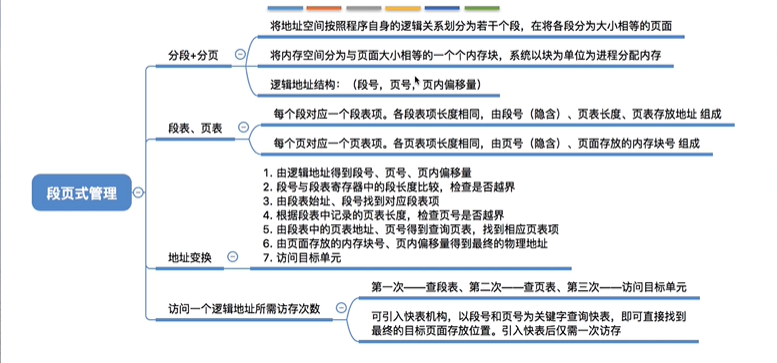 将地址空间按照程序自身的逻辑关系划分为若干个段，在将各段分为大小相等的页面
分段+分页
将内存空间分为与页面大小相等的一个个内存块，系统以块为单位为进程分配内存
逻辑地址结构：（段号，页号，页内偏移量）
每个段对应一个段表项。各段表项长度相同，由段号（隐含）、页表长度、页表存放地址 组成
段表、页表
每个页对应一个页表项。各页表项长度相同，由页号（隐含）、页面存放的内存块号 组成
段页式管理
1. 由逻辑地址得到段号、页号、页内偏移量
2. 段号与段表寄存器中的段长度比较，检查是否越界
3. 由段表始址、段号找到对应段表项
4. 根据段表中记录的页表长度，检查页号是否越界
5. 由段表中的页表地址、页号得到查询页表，找到相应页表项
6. 由页面存放的内存块号、页内偏移量得到最终的物理地址
地址变换
7. 访问目标单元
第一次——查段表、第二次——查页表、第三次——访问目标单元
访问一个逻辑地址所需访存次数
可引入快表机构，以段号和页号为关键字查询快表，即可直接找到
最终的目标页面存放位置。引入快表后仅需一次访存